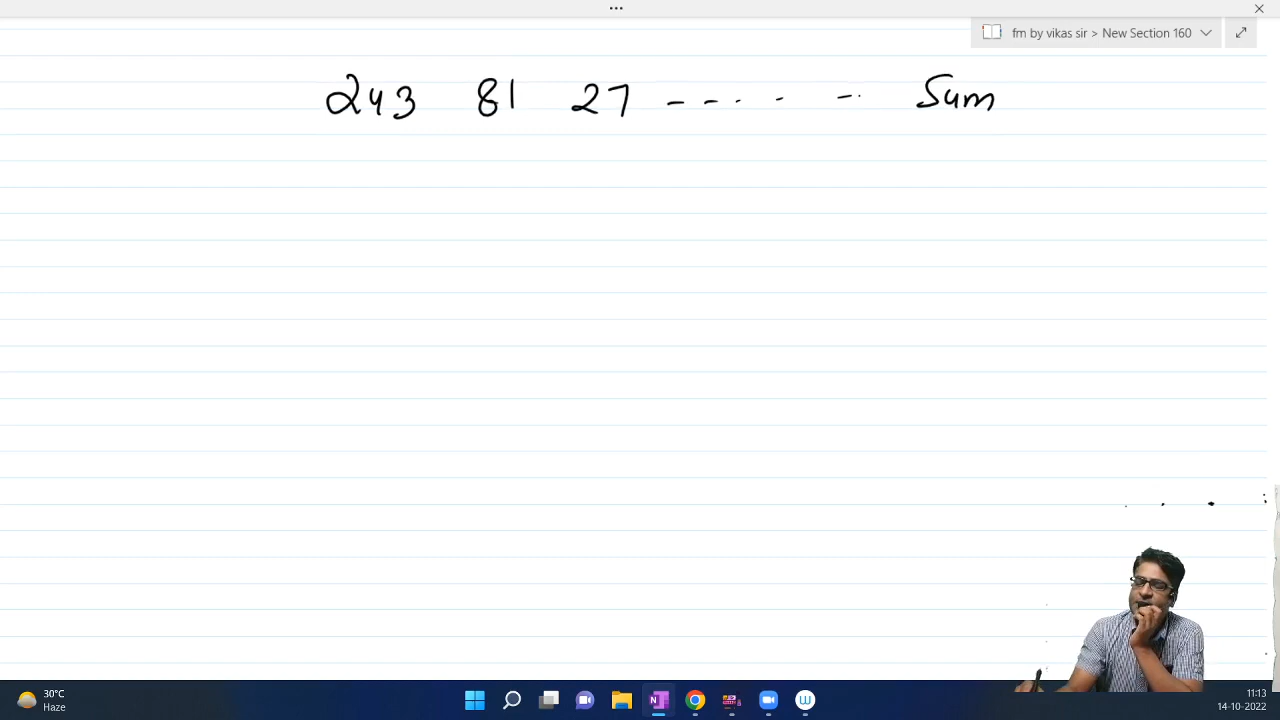 fm by vikas sir > New Section 160
243 81 27 - - - - - - Sum
30°C
Haze
11:13
14-10-2022